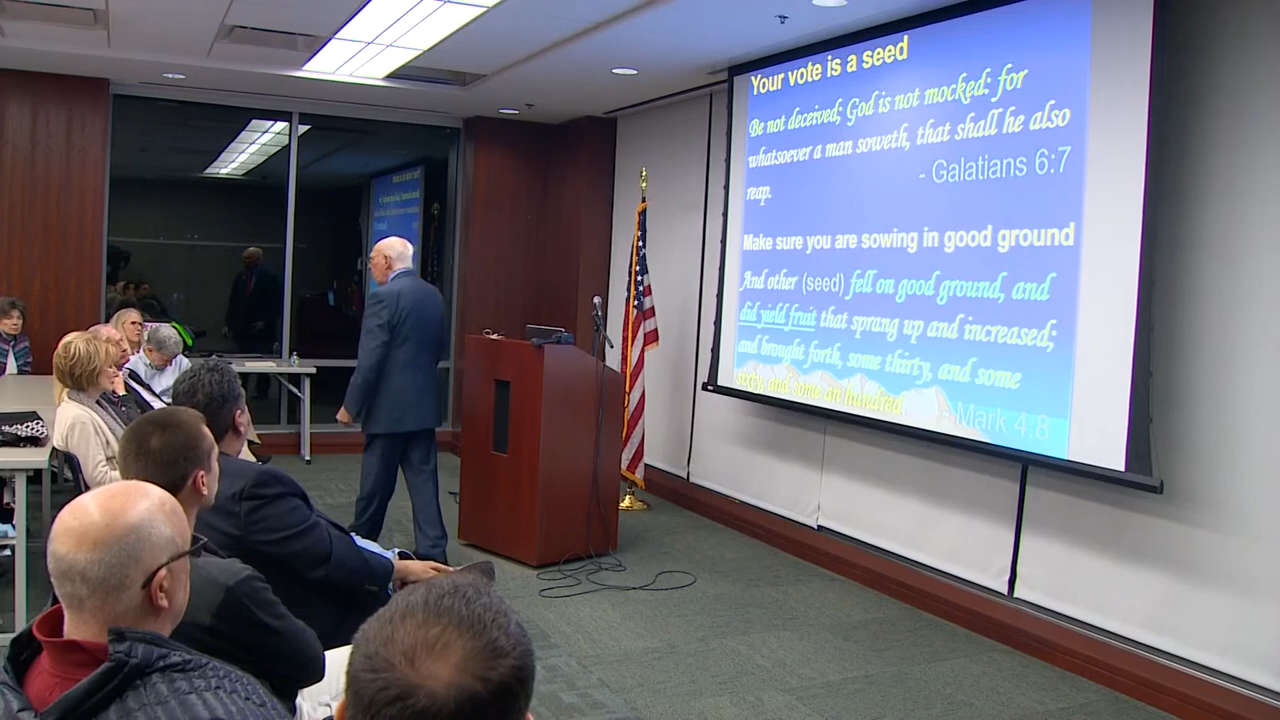 Your vote is a seed
Be not deceived; God is not mocked: for
whatsoever a man soweth, that shall he also
reap.
- Galatians 6:7
Make sure you are sowing in good ground
And other (seed) fell on good ground, and
did yield fruit that sprang up and increased;
and brought forth, some thirty, and some
sixty, and some an hundred.
- Mark 4:8